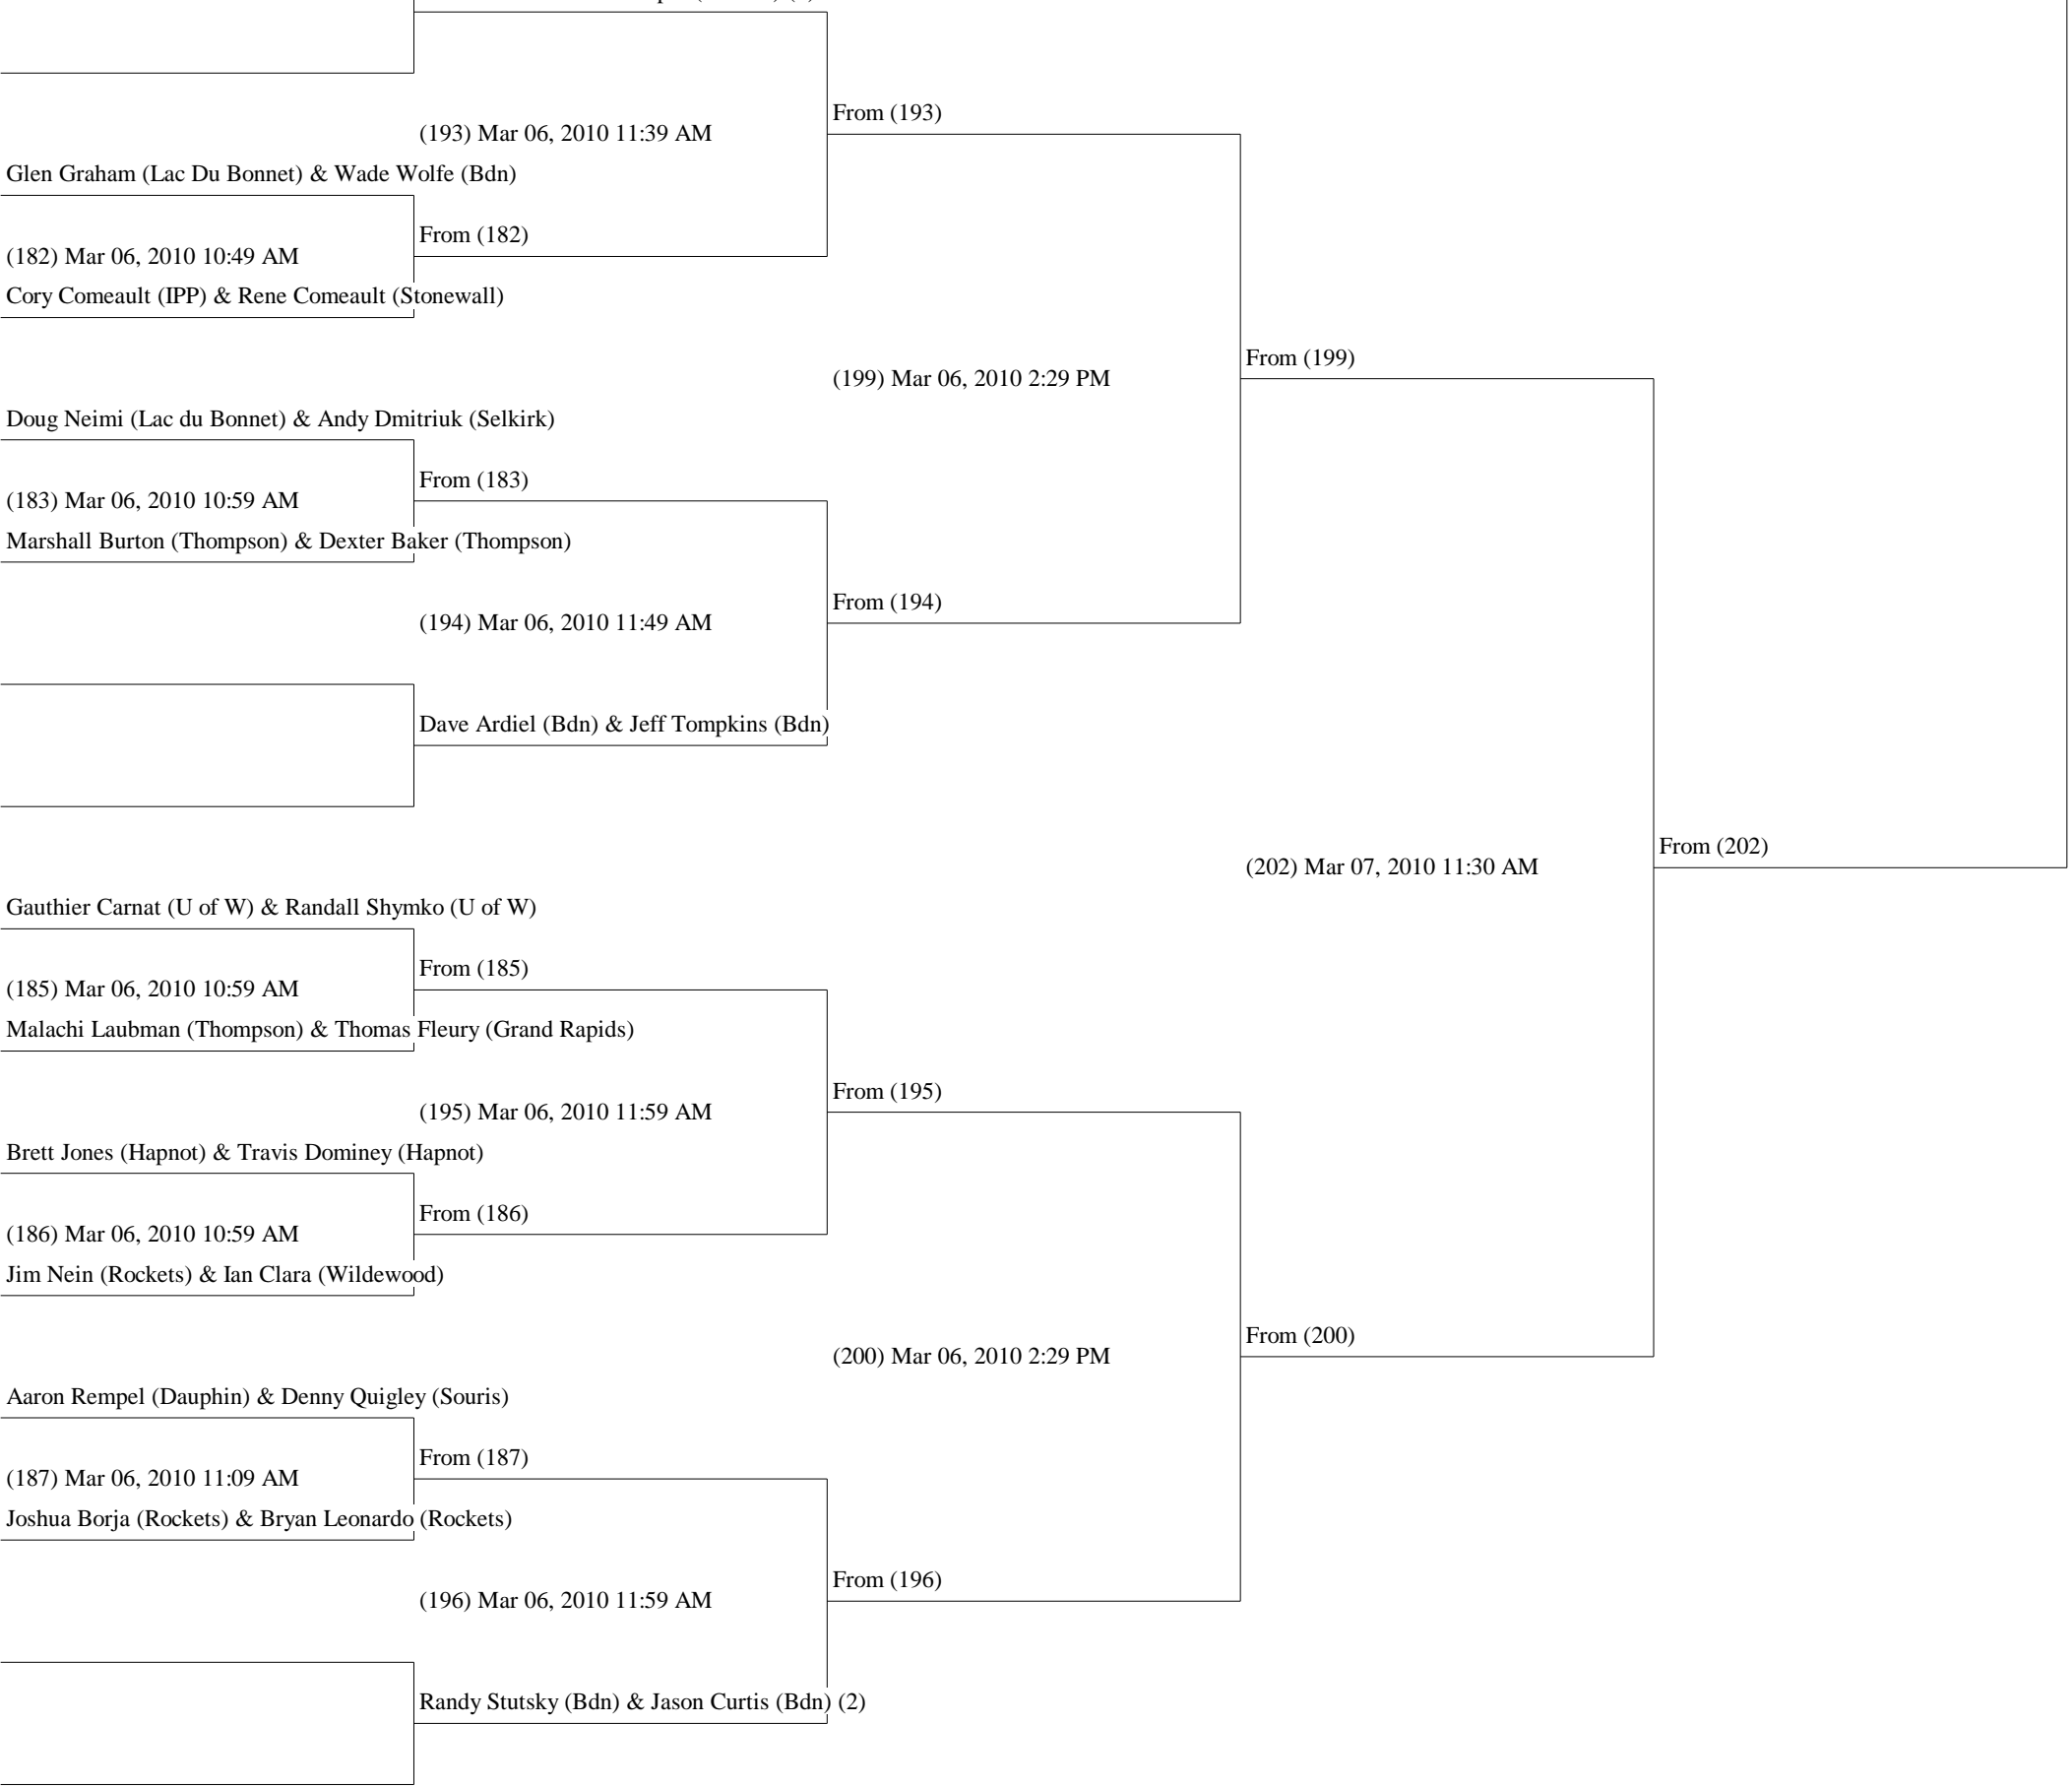 From (193)
(193) Mar 06, 2010 11:39 AM
Glen Graham (Lac Du Bonnet) & Wade Wolfe (Bdn)
From (182)
(182) Mar 06, 2010 10:49 AM
Cory Comeault (IPP) & Rene Comeault (Stonewall)
From (199)
(199) Mar 06, 2010 2:29 PM
Doug Neimi (Lac du Bonnet) & Andy Dmitriuk (Selkirk)
From (183)
(183) Mar 06, 2010 10:59 AM
Marshall Burton (Thompson) & Dexter Baker (Thompson)
From (194)
(194) Mar 06, 2010 11:49 AM
Dave Ardiel (Bdn) & Jeff Tompkins (Bdn)
From (202)
(202) Mar 07, 2010 11:30 AM
Gauthier Carnat (U of W) & Randall Shymko (U of W)
From (185)
(185) Mar 06, 2010 10:59 AM
Malachi Laubman (Thompson) & Thomas Fleury (Grand Rapids)
From (195)
(195) Mar 06, 2010 11:59 AM
Brett Jones (Hapnot) & Travis Dominey (Hapnot)
From (186)
(186) Mar 06, 2010 10:59 AM
Jim Nein (Rockets) & Ian Clara (Wildewood)
From (200)
(200) Mar 06, 2010 2:29 PM
Aaron Rempel (Dauphin) & Denny Quigley (Souris)
From (187)
(187) Mar 06, 2010 11:09 AM
Joshua Borja (Rockets) & Bryan Leonardo (Rockets)
From (196)
(196) Mar 06, 2010 11:59 AM
Randy Stutsky (Bdn) & Jason Curtis (Bdn) (2)